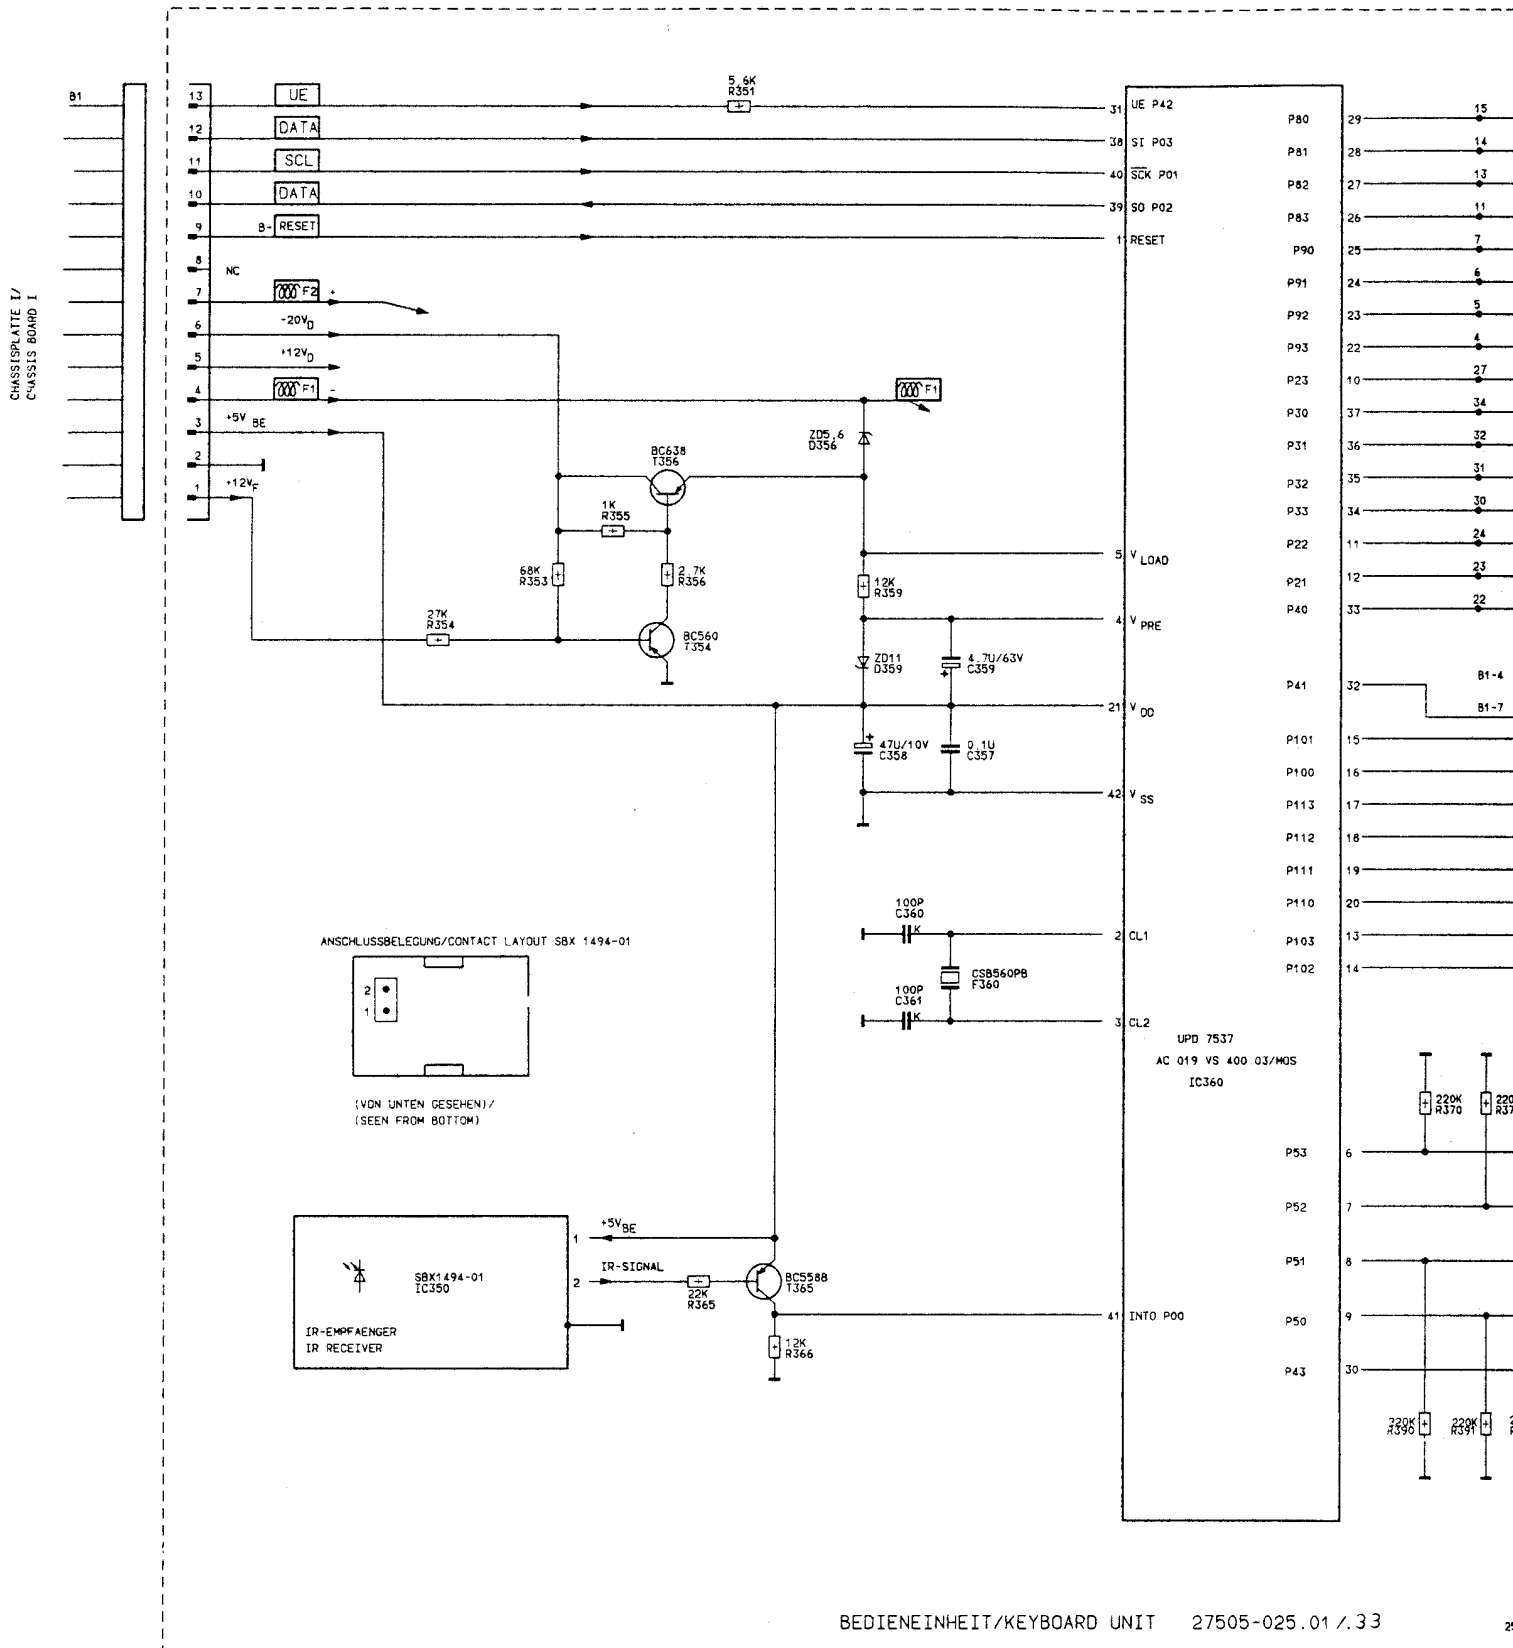 CHASSISPLATTE I/
CHASSIS BOARD I
B1
13 UE
12 DATA
11 SCL
10 DATA
9 B- RESET
8 NC
7 F2 +
6 -20VD
5 +12VD
4 F1 -
3 +5V BE
2
1 +12VF
5,6K
R351
F1
ZD5,6
D356
BC638
T356
1K
R355
68K
R353
2,7K
R356
12K
R359
27K
R354
BC560
T354
ZD11
D359
4,7U/63V
C359
+
+
47U/10V
C358
0,1U
C357
31 UE P42
38 SI P03
40 SCK P01
39 SO P02
1 RESET
5 V LOAD
4 V PRE
21 V DD
42 V SS
2 CL1
3 CL2
41 INTO P00
100P
C360
K
CSB560PB
F360
100P
C361
K
UPD 7537
AC 019 VS 400 03/MOS
IC360
P80 29 15
P81 28 14
P82 27 13
P83 26 11
P90 25 7
P91 24 6
P92 23 5
P93 22 4
P23 10 27
P30 37 34
P31 36 32
P32 35 31
P33 34 30
P22 11 24
P21 12 23
P40 33 22
B1-4
P41 32
B1-7
P101 15
P100 16
P113 17
P112 18
P111 19
P110 20
P103 13
P102 14
220K
R370
220
R37
P53 6
P52 7
P51 8
P50 9
P43 30
220K
R390
220K
R391
ANSCHLUSSBELEGUNG/CONTACT LAYOUT SBX 1494-01
2
1
(VON UNTEN GESEHEN)/
(SEEN FROM BOTTOM)
+5VBE
1
IR-SIGNAL
2
SBX1494-01
IC350
IR-EMPFAENGER
IR RECEIVER
22K
R365
BC558B
T365
12K
R366
BEDIENEINHEIT/KEYBOARD UNIT 27505-025.01/.33